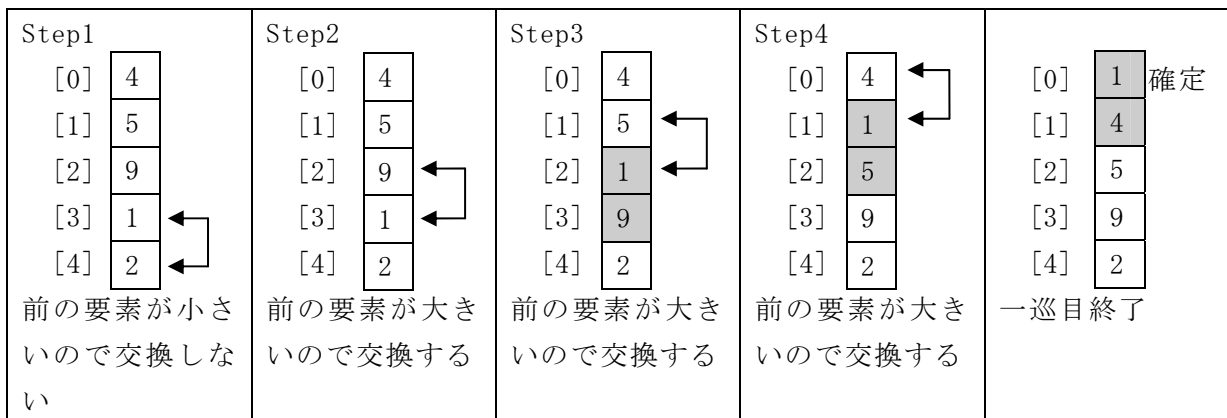 Step1
[0] 4
[1] 5
[2] 9
[3] 1
[4] 2
前の要素が小さ
いので交換しな
い
Step2
[0] 4
[1] 5
[2] 9
[3] 1
[4] 2
前の要素が大き
いので交換する
Step3
[0] 4
[1] 5
[2] 1
[3] 9
[4] 2
前の要素が大き
いので交換する
Step4
[0] 4
[1] 1
[2] 5
[3] 9
[4] 2
前の要素が大き
いので交換する
[0] 1 確定
[1] 4
[2] 5
[3] 9
[4] 2
一巡目終了